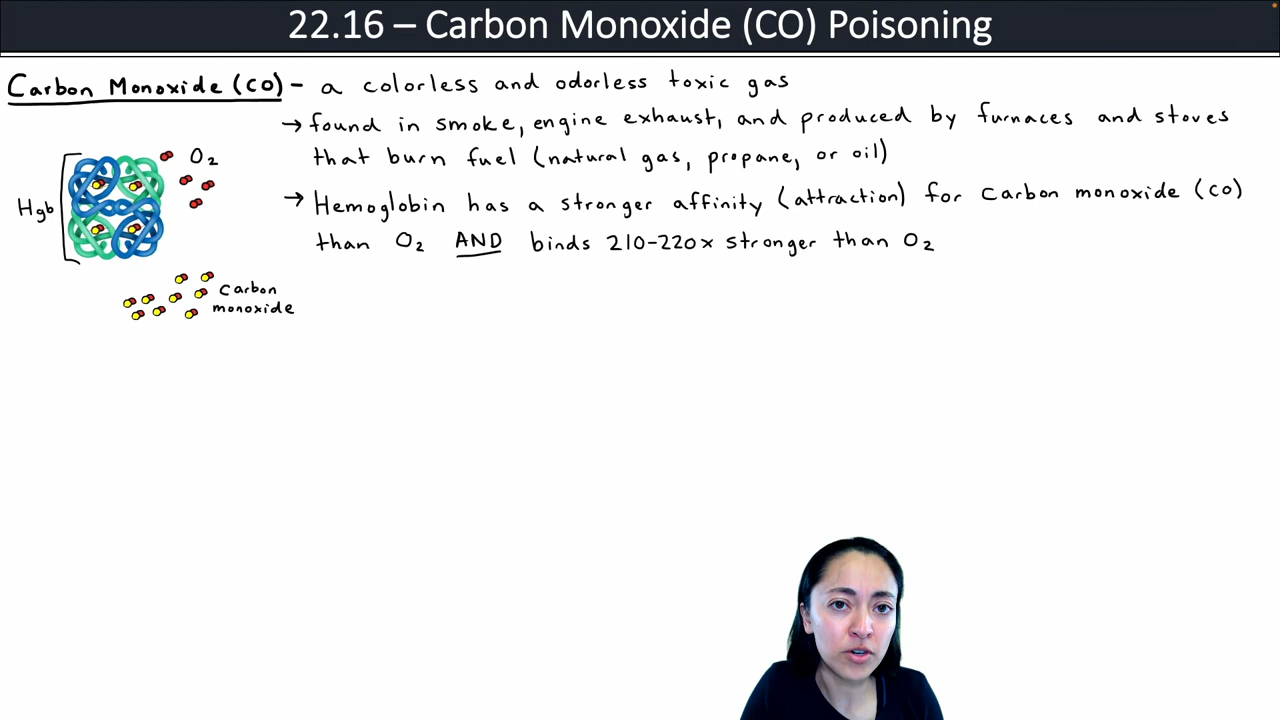 22.16 – Carbon Monoxide (CO) Poisoning
Carbon Monoxide (CO) – a colorless and odorless toxic gas
→ found in smoke, engine exhaust, and produced by furnaces and stoves
that burn fuel (natural gas, propane, or oil)
→ Hemoglobin has a stronger affinity (attraction) for carbon monoxide (CO)
than O₂ AND binds 210-220x stronger than O₂
O₂
Hgb
Carbon
monoxide